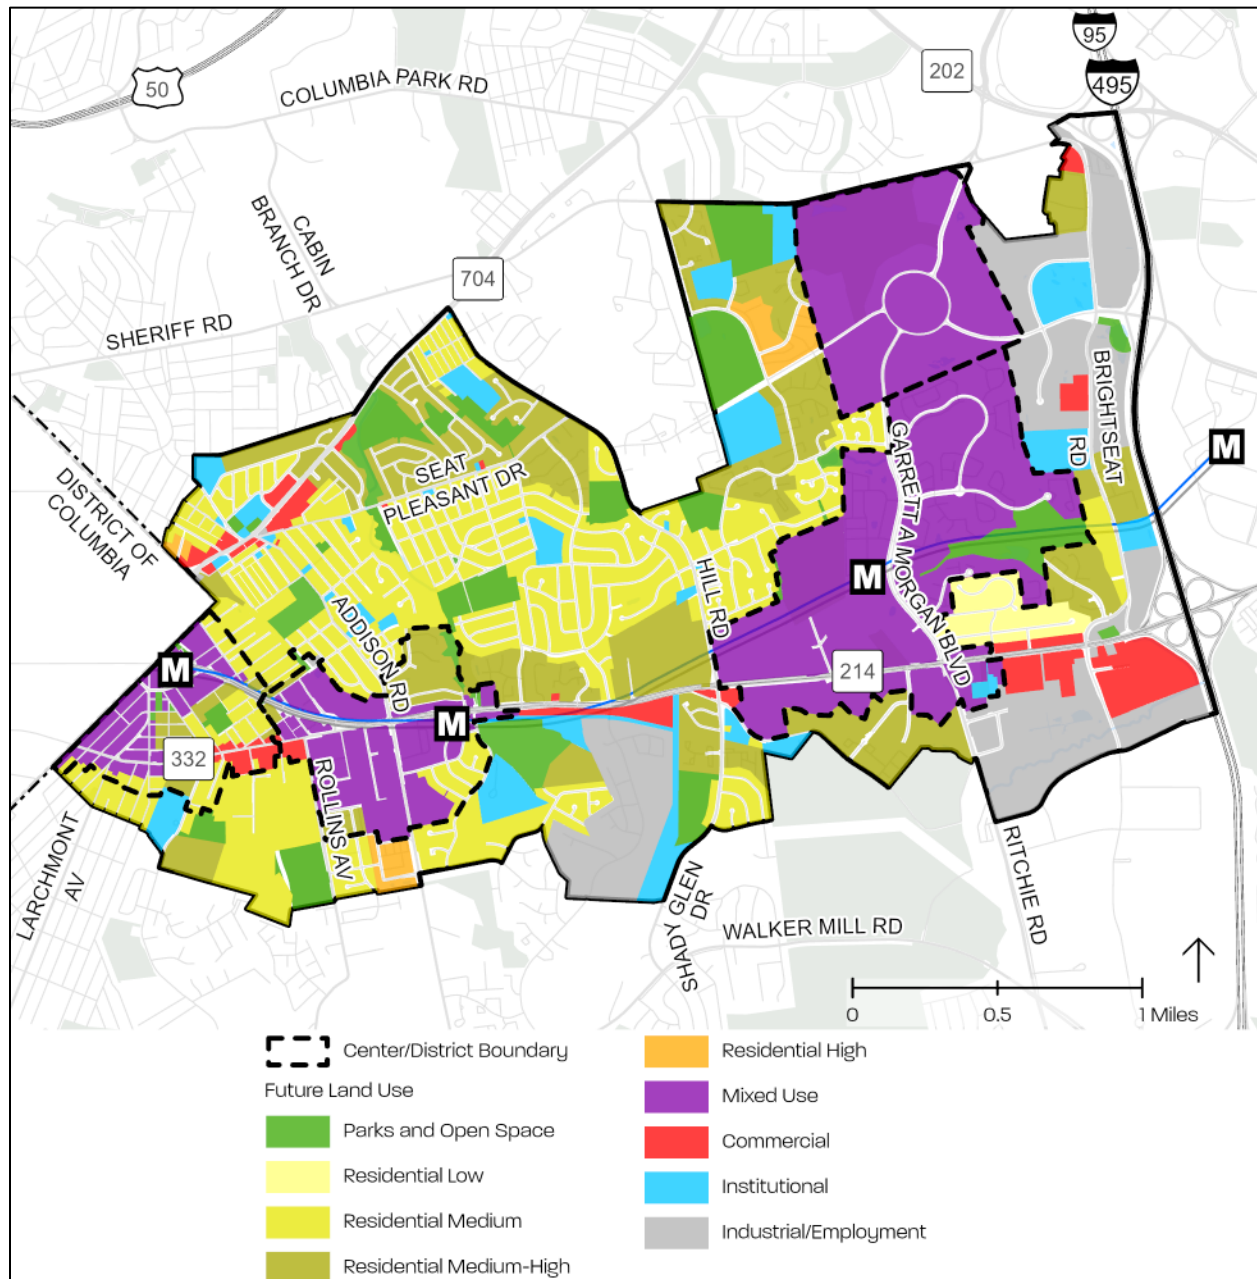 95
495
50
202
COLUMBIA PARK RD
CABIN
BRANCH DR
704
SHERIFF RD
BRIGHTSEAT
RD
M
SEAT
PLEASANT DR
GARRETT A MORGAN BLVD
DISTRICT OF
COLUMBIA
HILL RD
M
ADDISON RD
M
214
M
332
ROLLINS AV
LARCHMONT
AV
RITCHIE RD
SHADY GLEN
DR
WALKER MILL RD
0
0.5
1 Miles
Center/District Boundary
Future Land Use
Parks and Open Space
Residential Low
Residential Medium
Residential Medium-High
Residential High
Mixed Use
Commercial
Institutional
Industrial/Employment